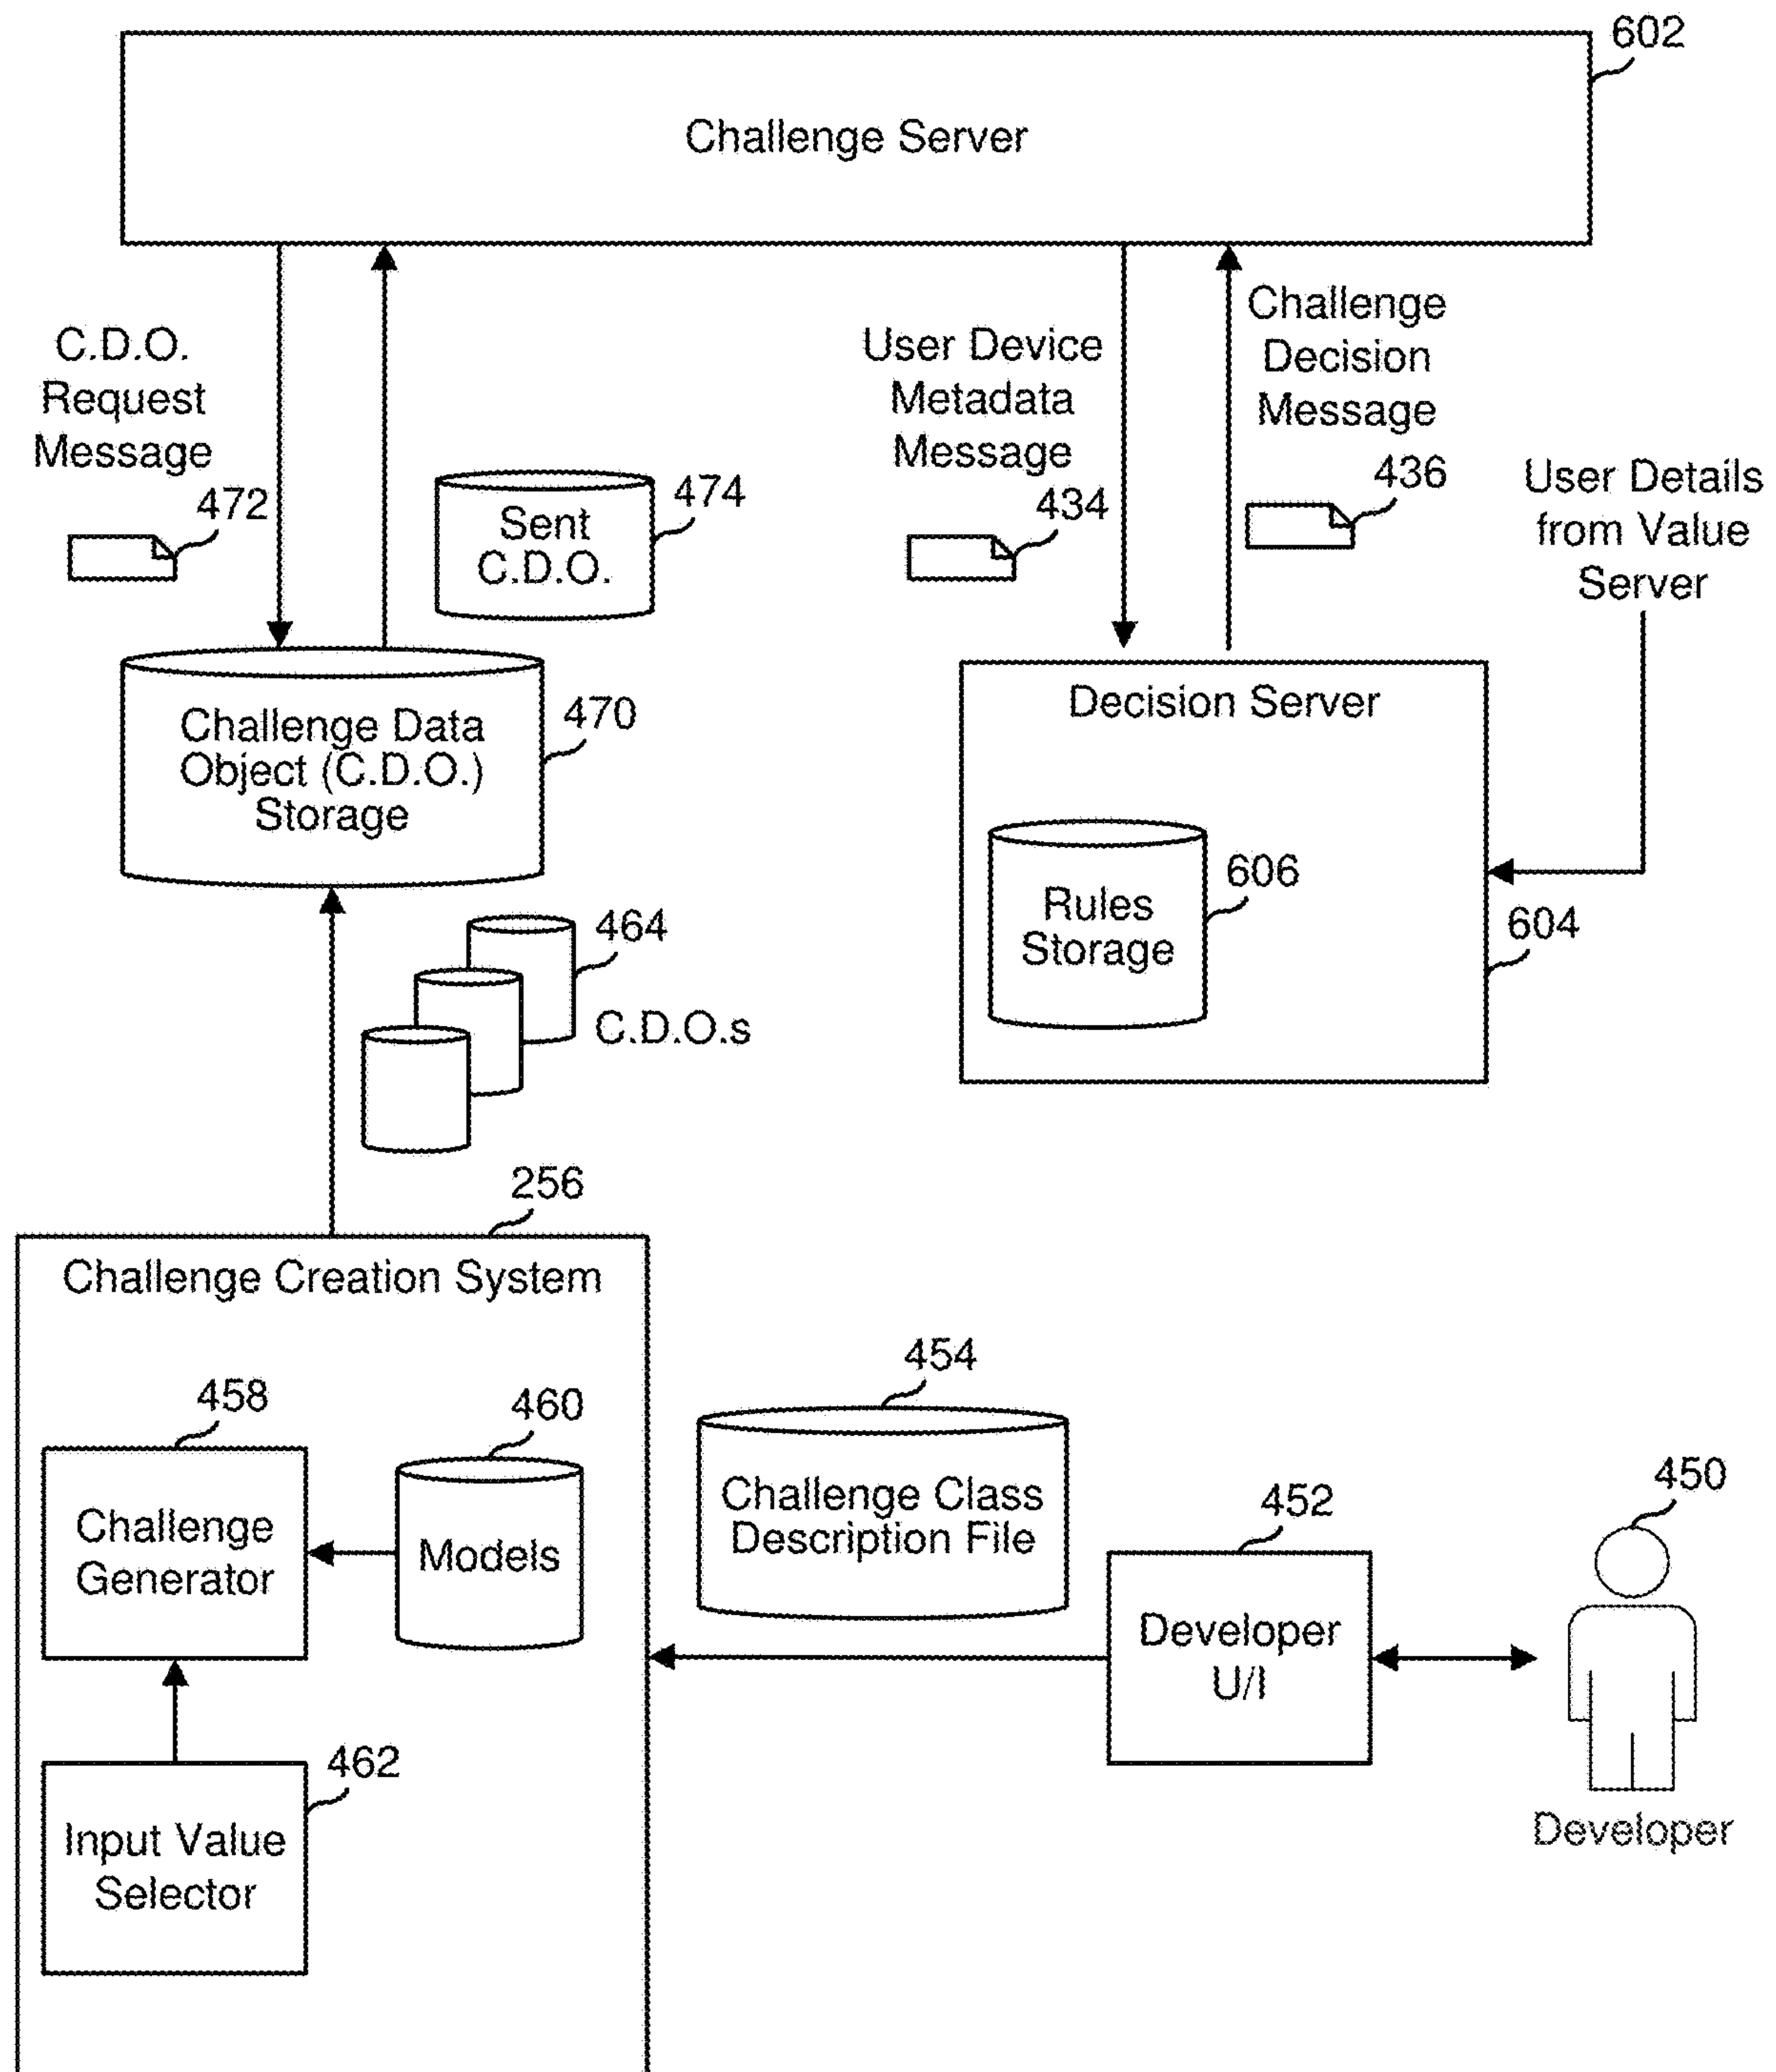 602
Challenge Server
C.D.O.
Request
Message
472
Sent
C.D.O.
474
User Device
Metadata
Message
434
Challenge
Decision
Message
436
User Details
from Value
Server
Challenge Data
Object (C.D.O.)
Storage
470
Decision Server
Rules
Storage
606
604
464
C.D.O.s
256
Challenge Creation System
458
Challenge
Generator
460
Models
462
Input Value
Selector
454
Challenge Class
Description File
452
Developer
U/I
450
Developer